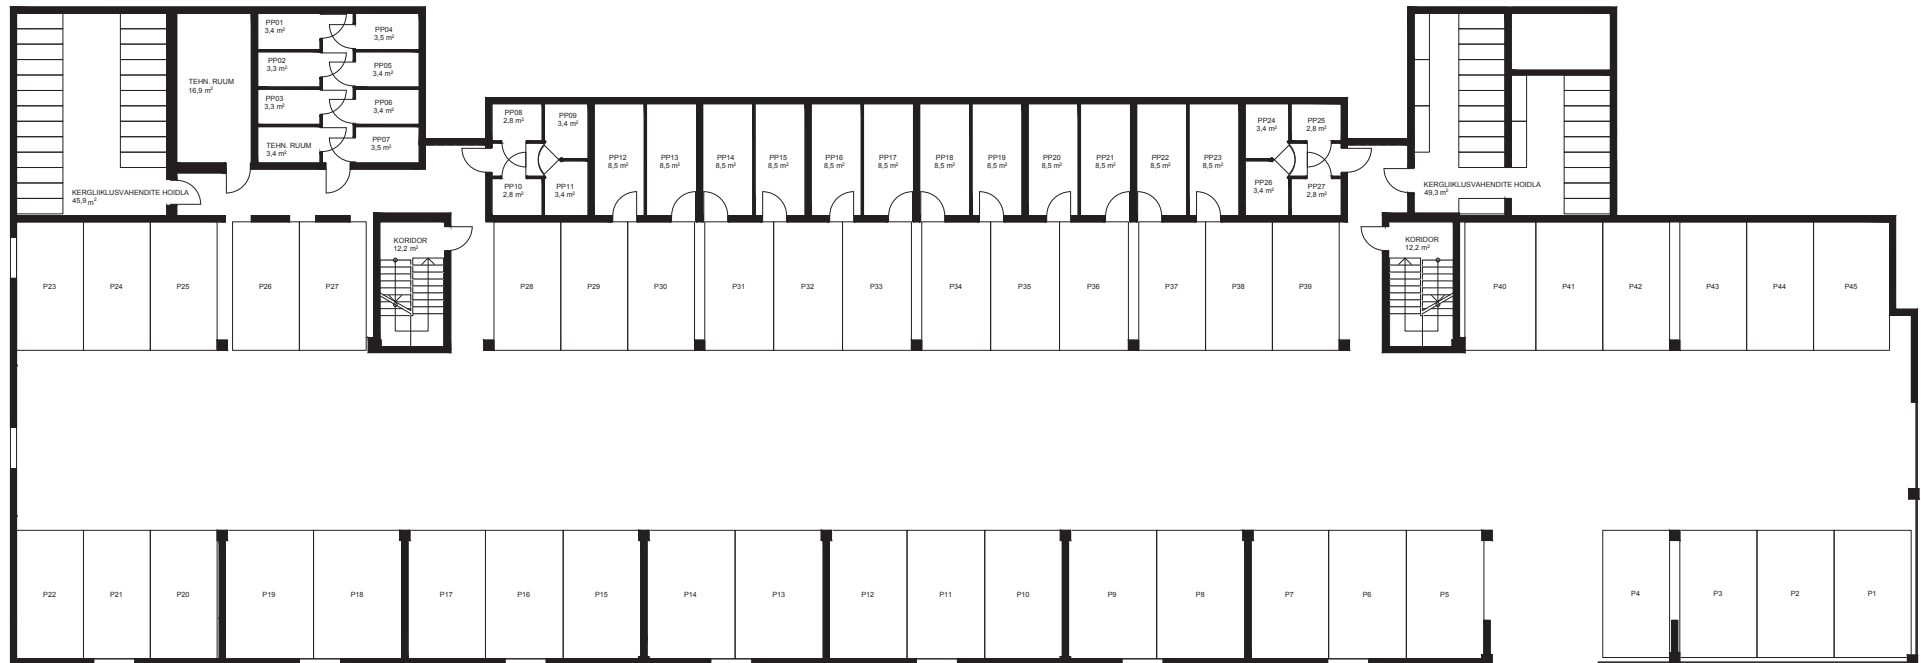 PP01
3,4 m²
PP04
3,5 m²
PP02
3,3 m²
PP05
3,4 m²
TEHN. RUUM
16,9 m²
PP03
3,3 m²
PP06
3,4 m²
TEHN. RUUM
3,4 m²
PP07
3,5 m²
KERGLIIKLUSVAHENDITE HOIDLA
45,9 m²
PP08
2,8 m²
PP09
3,4 m²
PP10
2,8 m²
PP11
3,4 m²
PP12
8,5 m²
PP13
8,5 m²
PP14
8,5 m²
PP15
8,5 m²
PP16
8,5 m²
PP17
8,5 m²
PP18
8,5 m²
PP19
8,5 m²
PP20
8,5 m²
PP21
8,5 m²
PP22
8,5 m²
PP23
8,5 m²
PP24
3,4 m²
PP25
2,8 m²
PP26
3,4 m²
PP27
2,8 m²
KERGLIIKLUSVAHENDITE HOIDLA
49,3 m²
KORIDOR
12,2 m²
KORIDOR
12,2 m²
P23
P24
P25
P26
P27
P28
P29
P30
P31
P32
P33
P34
P35
P36
P37
P38
P39
P40
P41
P42
P43
P44
P45
P22
P21
P20
P19
P18
P17
P16
P15
P14
P13
P12
P11
P10
P9
P8
P7
P6
P5
P4
P3
P2
P1